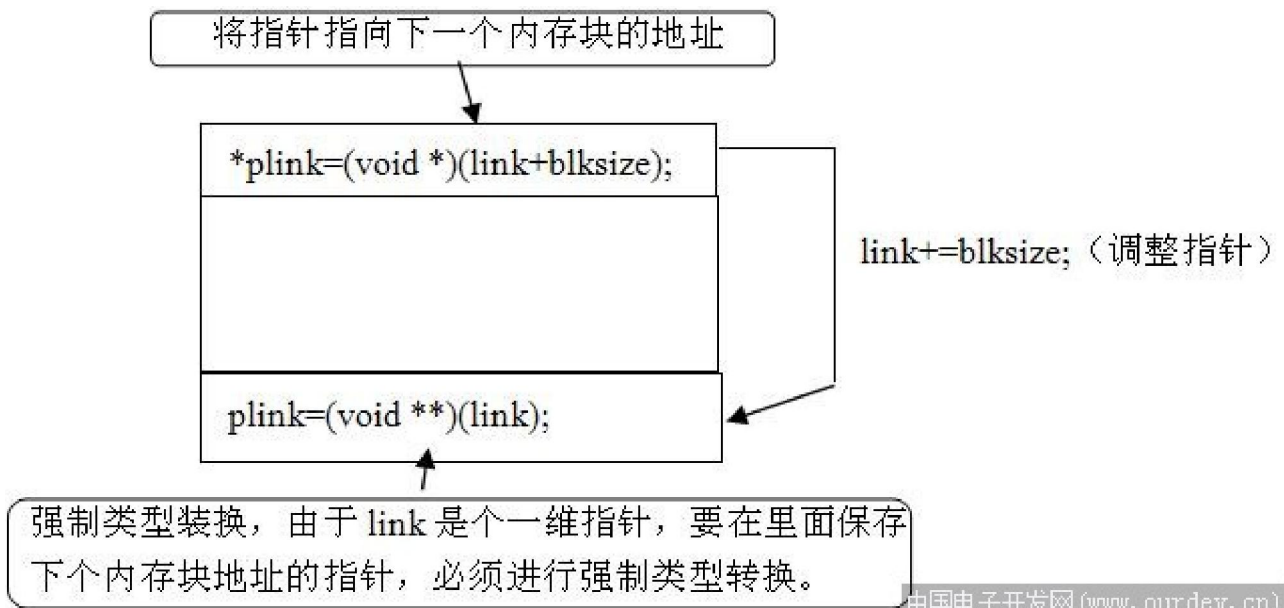 将指针指向下一个内存块的地址
*plink=(void *)(link+blksize);
link+=blksize;（调整指针）
plink=(void **)(link);
强制类型装换，由于 link 是个一维指针，要在里面保存
下个内存块地址的指针，必须进行强制类型转换。
中国电子开发网(www.ourdev.cn)